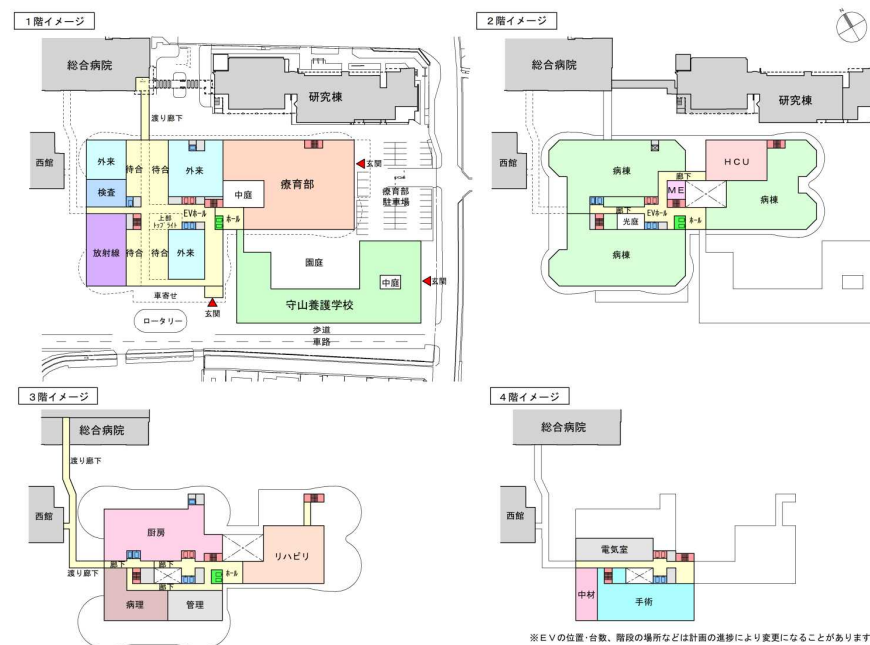 1階イメージ
総合病院
研究棟
渡り廊下
西館
外来
待合
待合
外来
療育部
玄関
検査
中庭
療育部
駐車場
EVホール
ホール
上部
トップライト
放射線
待合
待合
外来
園庭
中庭
玄関
車寄せ
守山養護学校
玄関
ロータリー
歩道
車路
2階イメージ
N
総合病院
研究棟
西館
病棟
HCU
廊下
ME
病棟
廊下
EVホール
ホール
光庭
病棟
3階イメージ
総合病院
渡り廊下
西館
厨房
リハビリ
廊下
廊下
ホール
渡り廊下
廊下
病理
管理
4階イメージ
総合病院
西館
電気室
中材
手術
※EVの位置・台数、階段の場所などは計画の進捗により変更になることがあります